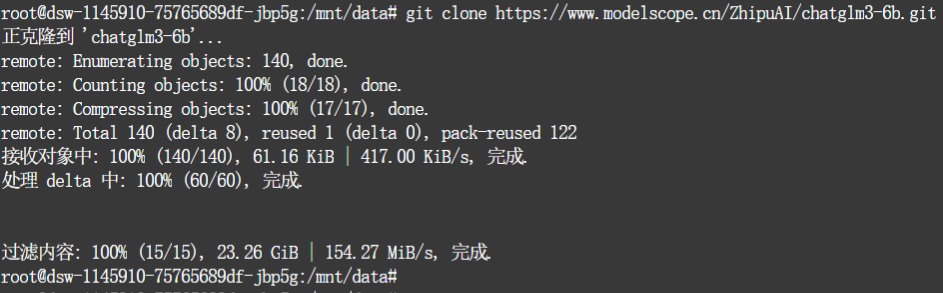 root@dsw-1145910-75765689df-jbp5g:/mnt/data# git clone https://www.modelscope.cn/ZhipuAI/chatglm3-6b.git
正克隆到 'chatglm3-6b'...
remote: Enumerating objects: 140, done.
remote: Counting objects: 100% (18/18), done.
remote: Compressing objects: 100% (17/17), done.
remote: Total 140 (delta 8), reused 1 (delta 0), pack-reused 122
接收对象中: 100% (140/140), 61.16 KiB | 417.00 KiB/s, 完成.
处理 delta 中: 100% (60/60), 完成.
过滤内容: 100% (15/15), 23.26 GiB | 154.27 MiB/s, 完成.
root@dsw-1145910-75765689df-jbp5g:/mnt/data#